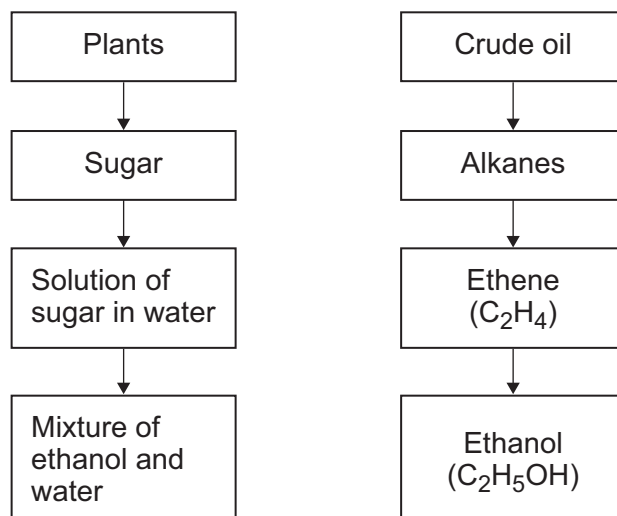 Plants
Sugar
Solution of
sugar in water
Mixture of
ethanol and
water
Crude oil
Alkanes
Ethene
(C₂H₄)
Ethanol
(C₂H₅OH)